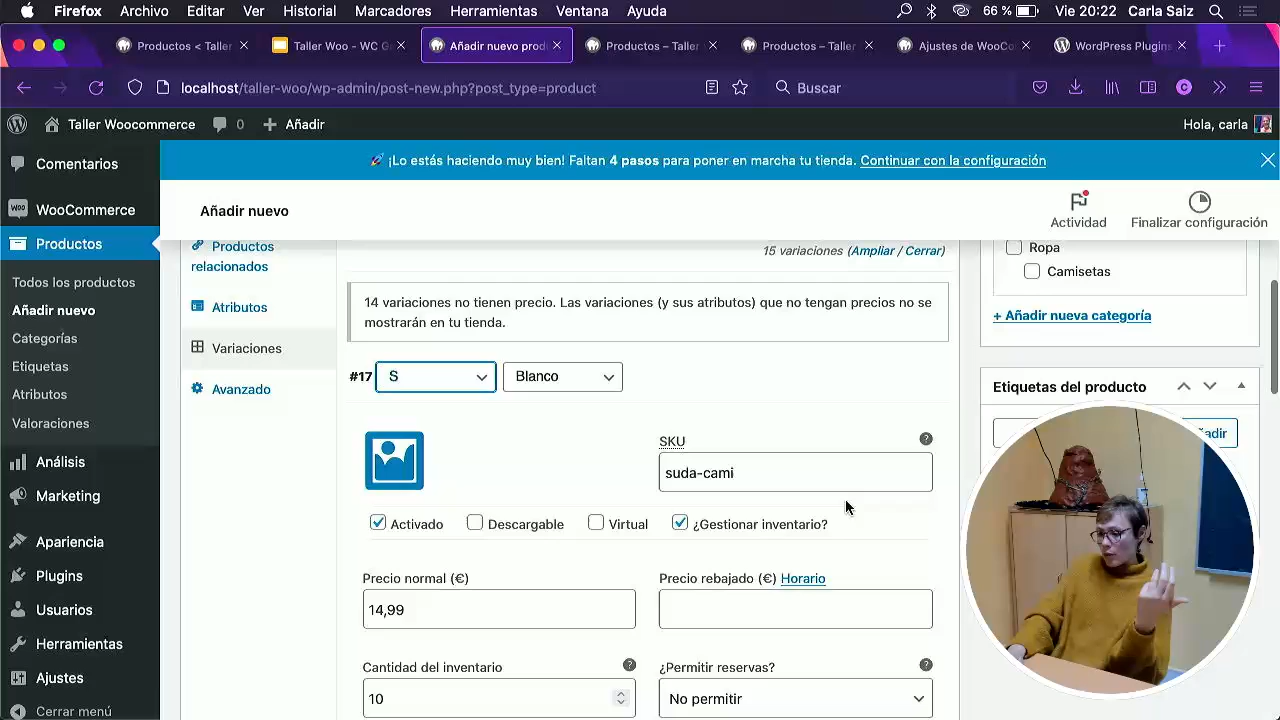 Firefox Archivo Editar Ver Historial Marcadores Herramientas Ventana Ayuda 66 % Vie 20:22 Carla Saiz
Productos < Taller Taller Woo - WC G Añadir nuevo prod Productos – Taller Productos – Taller Ajustes de WooCo WordPress Plugins
localhost/taller-woo/wp-admin/post-new.php?post_type=product Buscar
Taller Woocommerce 0 Añadir Hola, carla
¡Lo estás haciendo muy bien! Faltan 4 pasos para poner en marcha tu tienda. Continuar con la configuración
Comentarios
WooCommerce
Productos
Todos los productos
Añadir nuevo
Categorías
Etiquetas
Atributos
Valoraciones
Análisis
Marketing
Apariencia
Plugins
Usuarios
Herramientas
Ajustes
Cerrar menú
Añadir nuevo
Actividad
Finalizar configuración
Productos
relacionados
Atributos
Variaciones
Avanzado
15 variaciones (Ampliar / Cerrar)
14 variaciones no tienen precio. Las variaciones (y sus atributos) que no tengan precios no se
mostrarán en tu tienda.
#17 S Blanco
SKU
suda-cami
Activado Descargable Virtual ¿Gestionar inventario?
Precio normal (€)
14,99
Precio rebajado (€) Horario
Cantidad del inventario
10
¿Permitir reservas?
No permitir
Ropa
Camisetas
+ Añadir nueva categoría
Etiquetas del producto